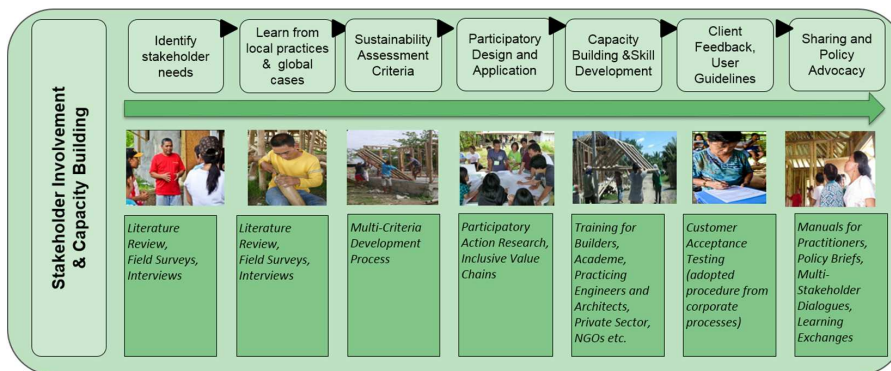 Stakeholder Involvement
& Capacity Building
Identify
stakeholder
needs
Learn from
local practices
& global
cases
Sustainability
Assessment
Criteria
Participatory
Design and
Application
Capacity
Building &Skill
Development
Client
Feedback,
User
Guidelines
Sharing and
Policy
Advocacy
Literature
Review,
Field Surveys,
Interviews
Literature
Review,
Field Surveys,
Interviews
Multi-Criteria
Development
Process
Participatory
Action Research,
Inclusive Value
Chains
Training for
Builders,
Academe,
Practicing
Engineers and
Architects,
Private Sector,
NGOs etc.
Customer
Acceptance
Testing
(adopted
procedure from
corporate
processes)
Manuals for
Practitioners,
Policy Briefs,
Multi-
Stakeholder
Dialogues,
Learning
Exchanges